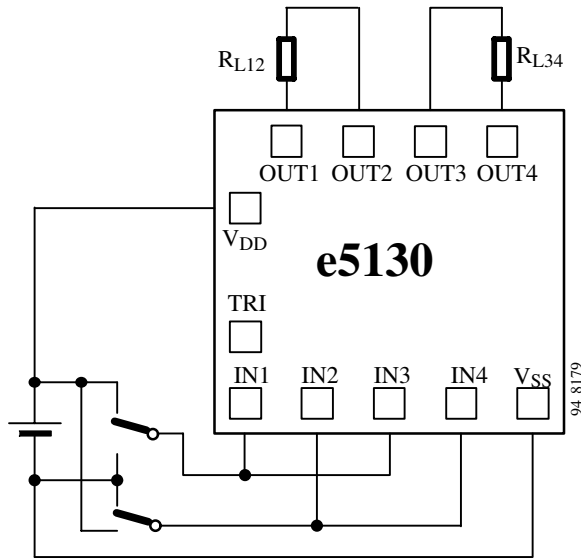 RL12
RL34
OUT1 OUT2 OUT3 OUT4
VDD
e5130
TRI
IN1 IN2 IN3 IN4 VSS
94 8179